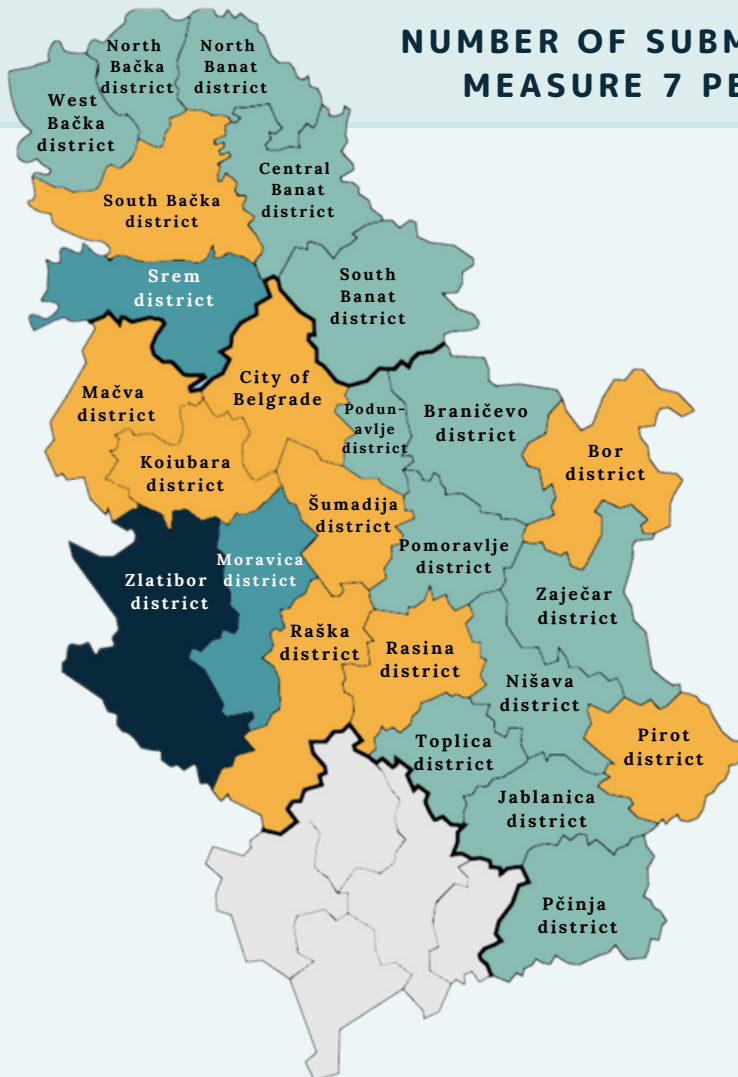 NUMBER OF SUBM
MEASURE 7 PE
North
Bačka
district
North
Banat
district
West
Bačka
district
Central
Banat
district
South Bačka
district
Srem
district
South
Banat
district
City of
Belgrade
Mačva
district
Podun-
avlje
district
Braničevo
district
Bor
district
Koiubara
district
Šumadija
district
Pomoravlje
district
Moravica
district
Zlatibor
district
Zaječar
district
Raška
district
Rasina
district
Nišava
district
Toplica
district
Pirot
district
Jablanica
district
Pčinja
district